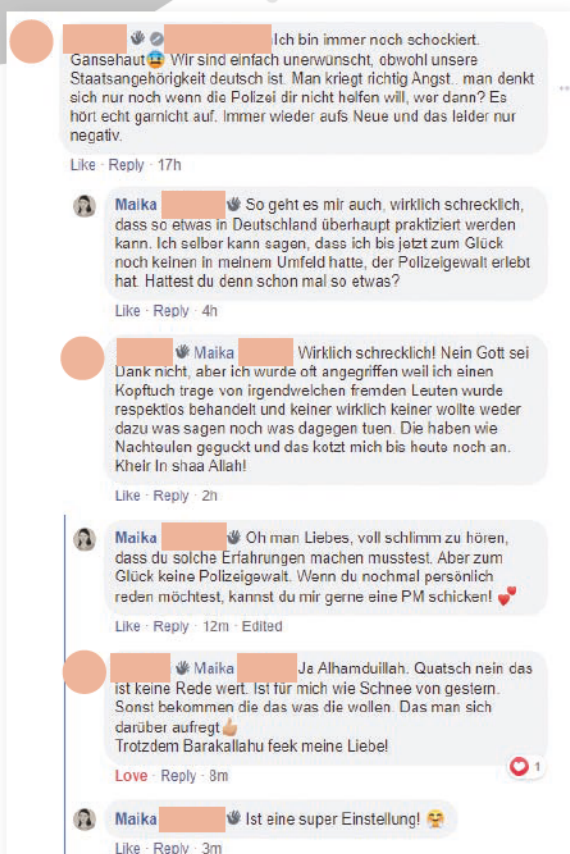 Ich bin immer noch schockiert.
Gänsehaut😰 Wir sind einfach unerwünscht, obwohl unsere
Staatsangehörigkeit deutsch ist. Man kriegt richtig Angst.. man denkt
sich nur noch wenn die Polizei dir nicht helfen will, wer dann? Es
hört echt garnicht auf. Immer wieder aufs Neue und das leider nur
negativ.
Like · Reply · 17h
Maika 👋 So geht es mir auch, wirklich schrecklich,
dass so etwas in Deutschland überhaupt praktiziert werden
kann. Ich selber kann sagen, dass ich bis jetzt zum Glück
noch keinen in meinem Umfeld hatte, der Polizeigewalt erlebt
hat. Hattest du denn schon mal so etwas?
Like · Reply · 4h
👋 Maika Wirklich schrecklich! Nein Gott sei
Dank nicht, aber ich wurde oft angegriffen weil ich einen
Kopftuch trage von irgendwelchen fremden Leuten wurde
respektlos behandelt und keiner wirklich keiner wollte weder
dazu was sagen noch was dagegen tuen. Die haben wie
Nachteulen geguckt und das kotzt mich bis heute noch an.
Kheir In shaa Allah!
Like · Reply · 2h
Maika 👋 Oh man Liebes, voll schlimm zu hören,
dass du solche Erfahrungen machen musstest. Aber zum
Glück keine Polizeigewalt. Wenn du nochmal persönlich
reden möchtest, kannst du mir gerne eine PM schicken! 💕
Like · Reply · 12m · Edited
👋 Maika Ja Alhamduillah. Quatsch nein das
ist keine Rede wert. Ist für mich wie Schnee von gestern.
Sonst bekommen die das was die wollen. Das man sich
darüber aufregt👍
Trotzdem Barakallahu feek meine Liebe!
Love · Reply · 8m
1
Maika 👋 Ist eine super Einstellung! 🤗
Like · Reply · 3m